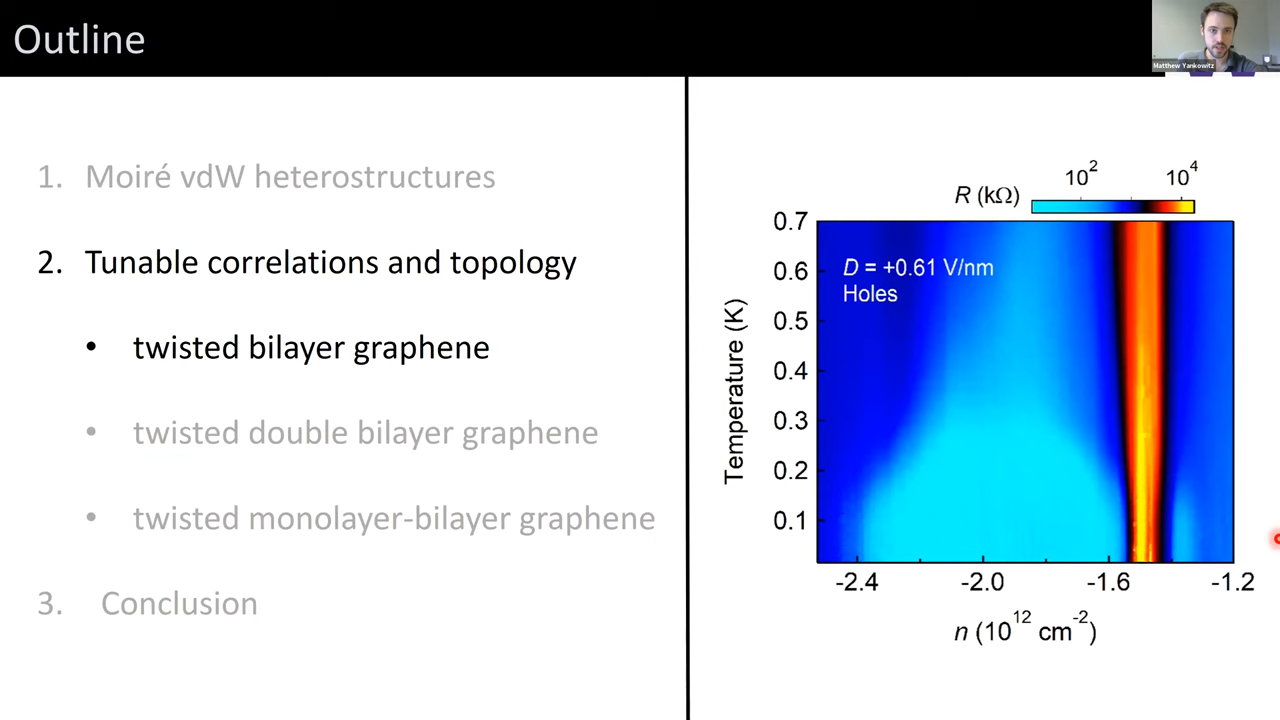 Outline
Matthew Yankowitz
1. Moiré vdW heterostructures
2. Tunable correlations and topology
• twisted bilayer graphene
• twisted double bilayer graphene
• twisted monolayer-bilayer graphene
3. Conclusion
10² 10⁴
R (kΩ)
D = +0.61 V/nm
Holes
Temperature (K)
0.7
0.6
0.5
0.4
0.3
0.2
0.1
-2.4 -2.0 -1.6 -1.2
n (10¹² cm⁻²)